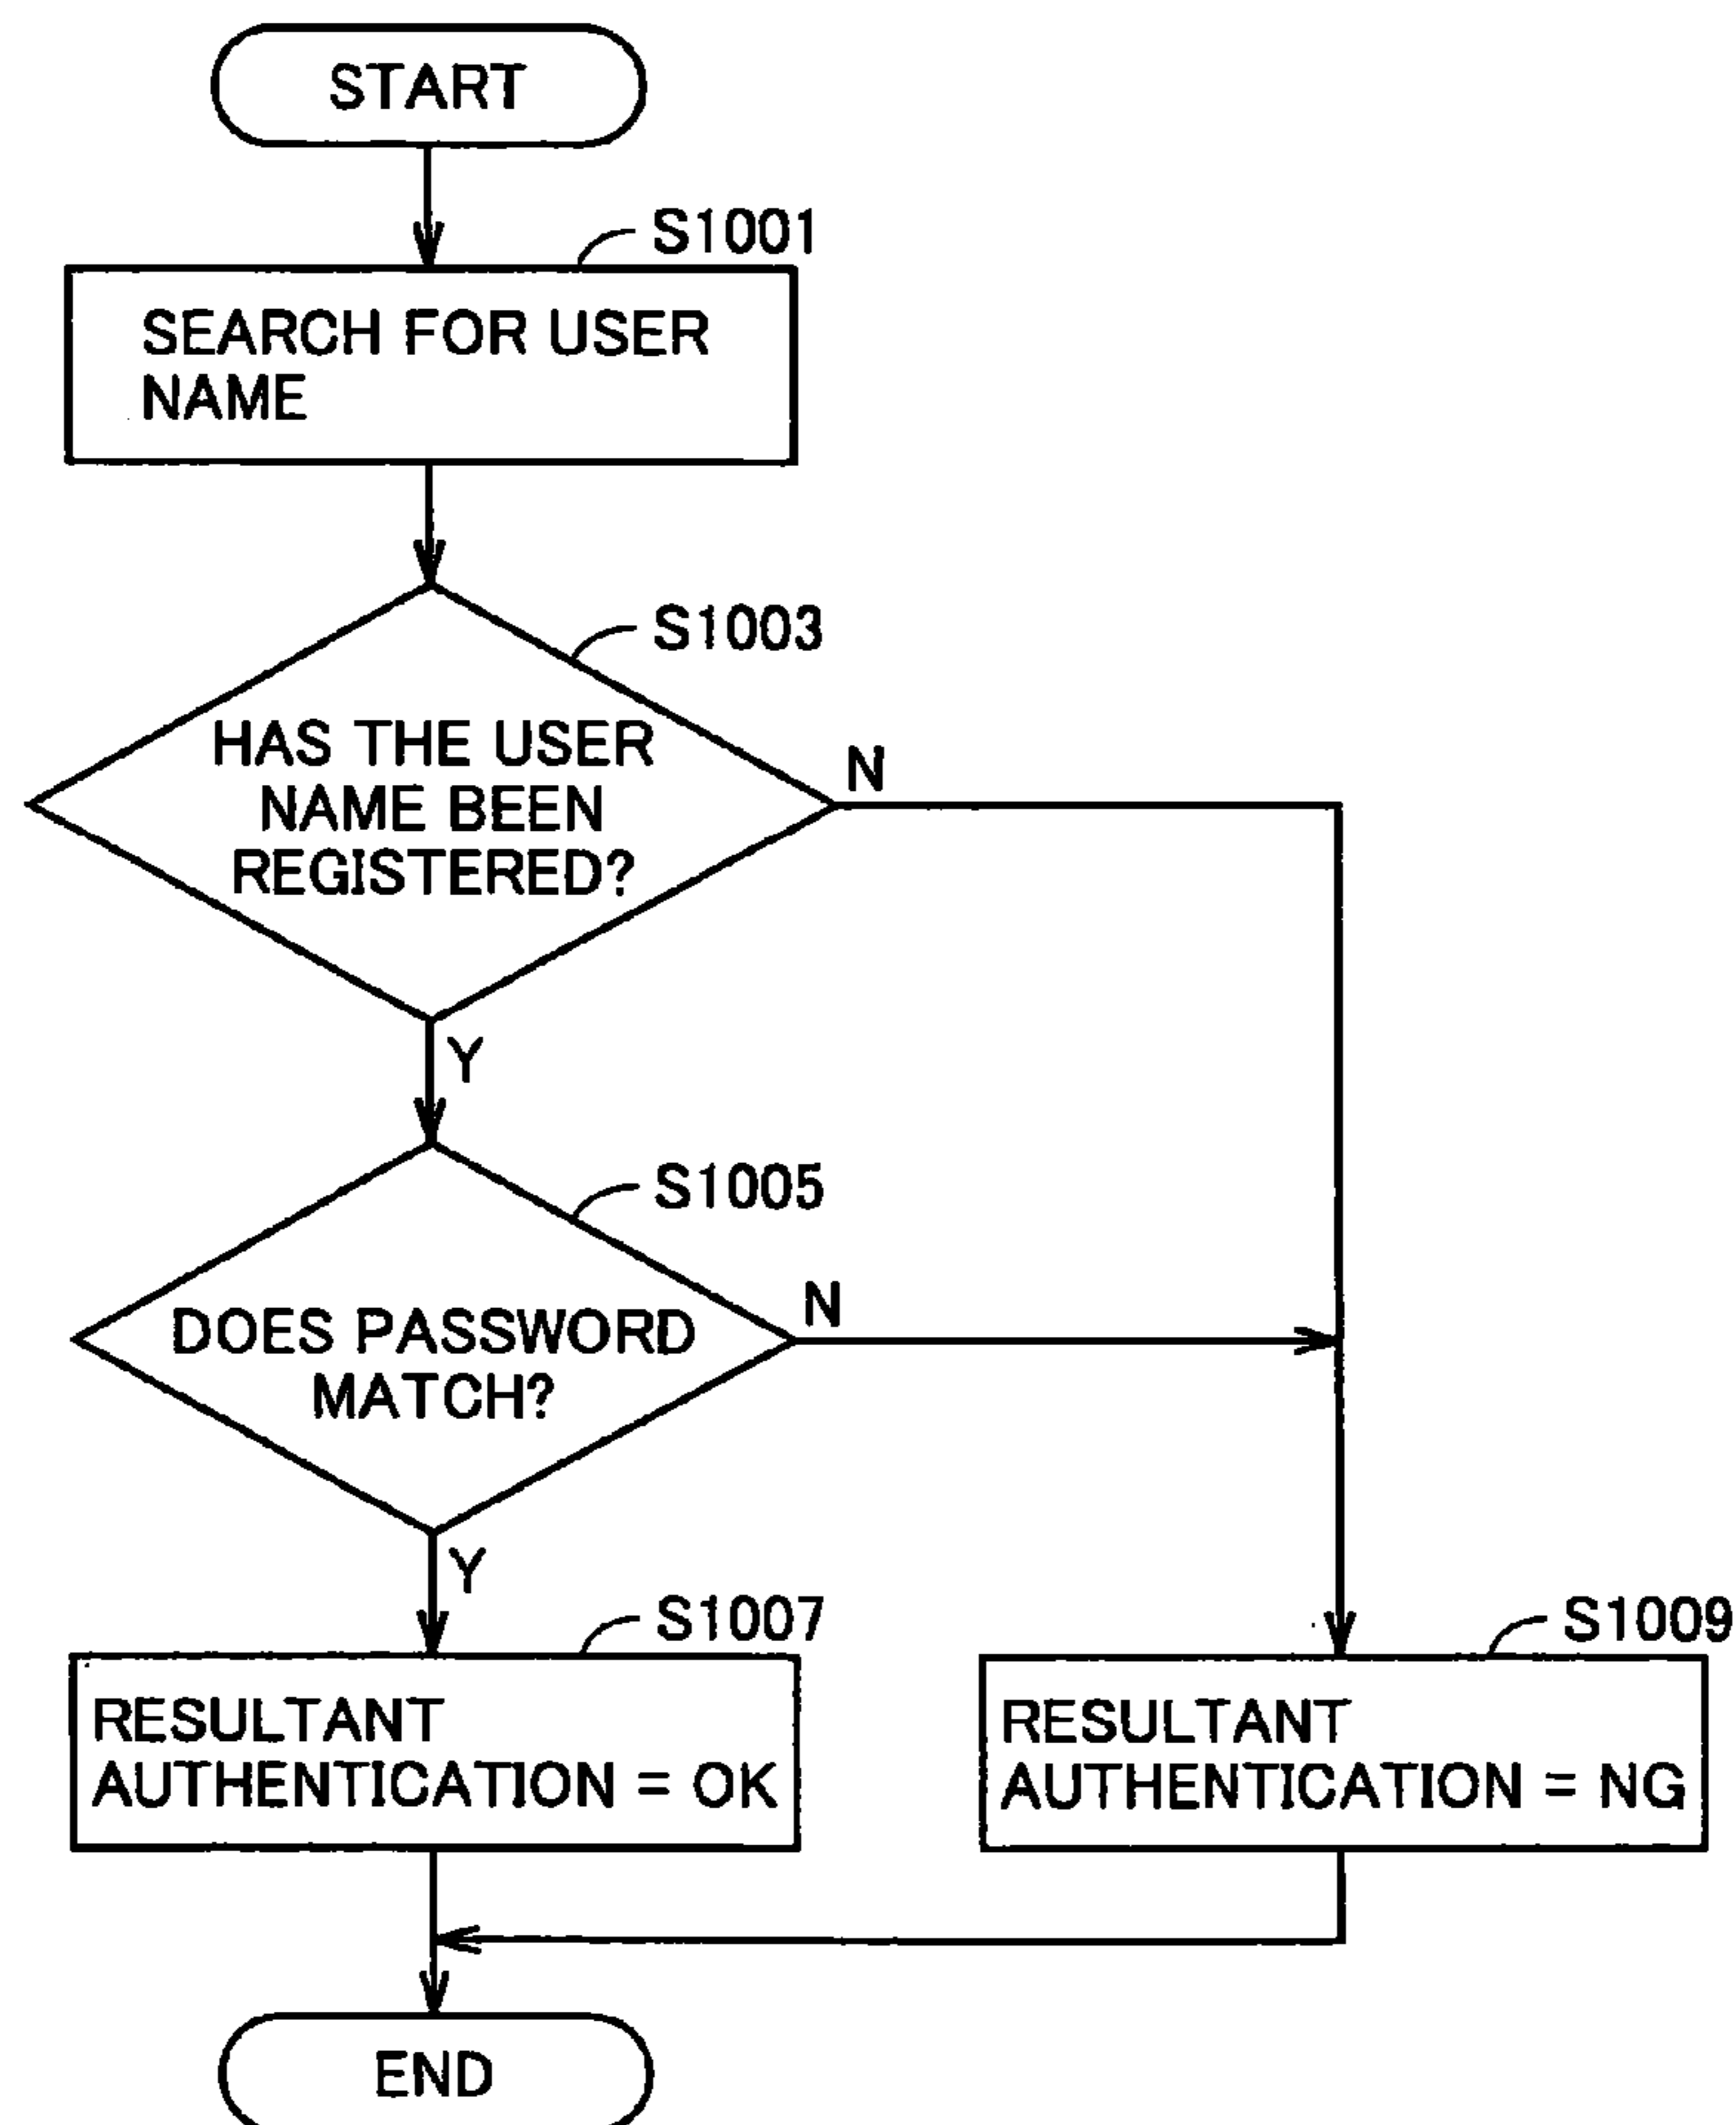 START
S1001
SEARCH FOR USER
NAME
S1003
HAS THE USER
NAME BEEN
REGISTERED?
N
Y
S1005
DOES PASSWORD
MATCH?
N
Y
S1007
RESULTANT
AUTHENTICATION = OK
S1009
RESULTANT
AUTHENTICATION = NG
END